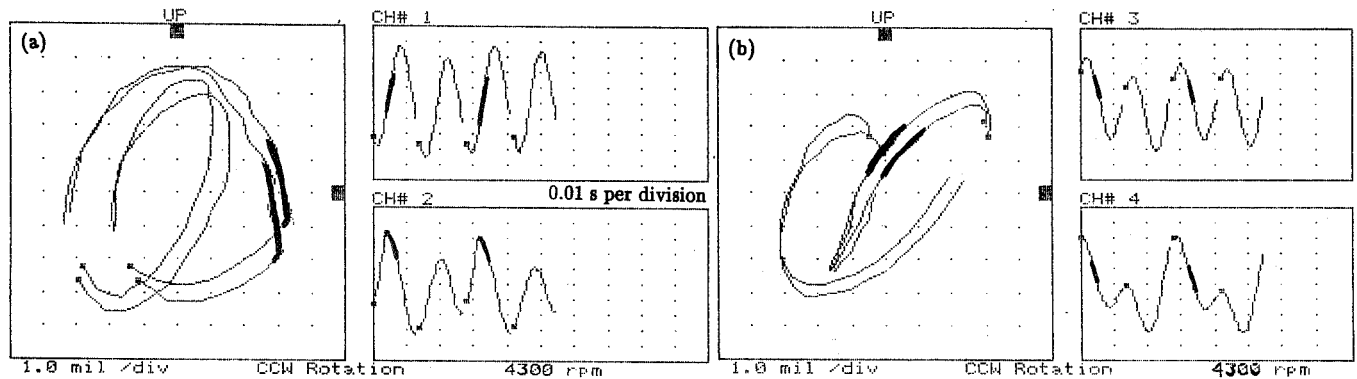 UP
(a)
CH# 1
CH# 2
0.01 s per division
1.0 mil /div
CCW Rotation
4300 rpm
UP
(b)
CH# 3
CH# 4
1.0 mil /div
CCW Rotation
4300 rpm